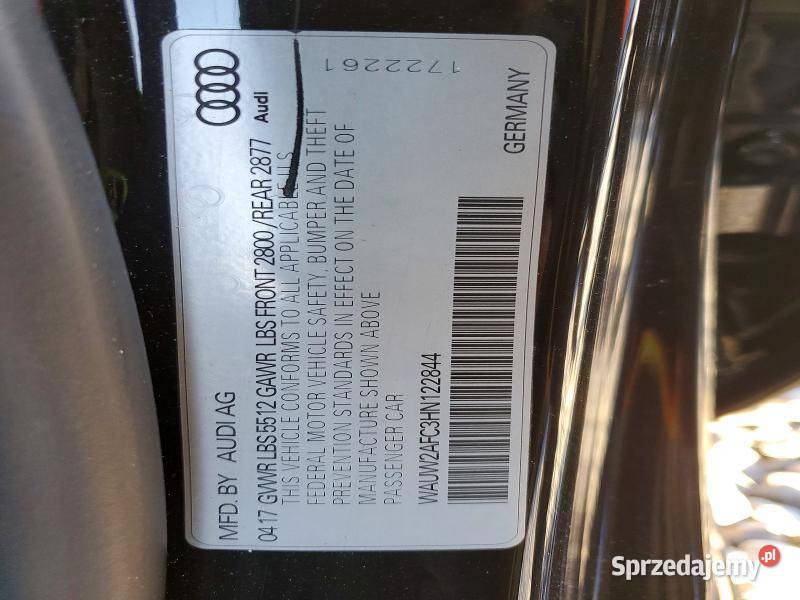 MFD. BY AUDI AG
0417 GVWR LBS 5512 GAWR LBS FRONT 2800 / REAR 2877 Audi
THIS VEHICLE CONFORMS TO ALL APPLICABLE U.S.
FEDERAL MOTOR VEHICLE SAFETY, BUMPER AND THEFT
PREVENTION STANDARDS IN EFFECT ON THE DATE OF
MANUFACTURE SHOWN ABOVE
PASSENGER CAR
1722261
WAUW2AFC3HN122844
GERMANY
Sprzedajemy.pl